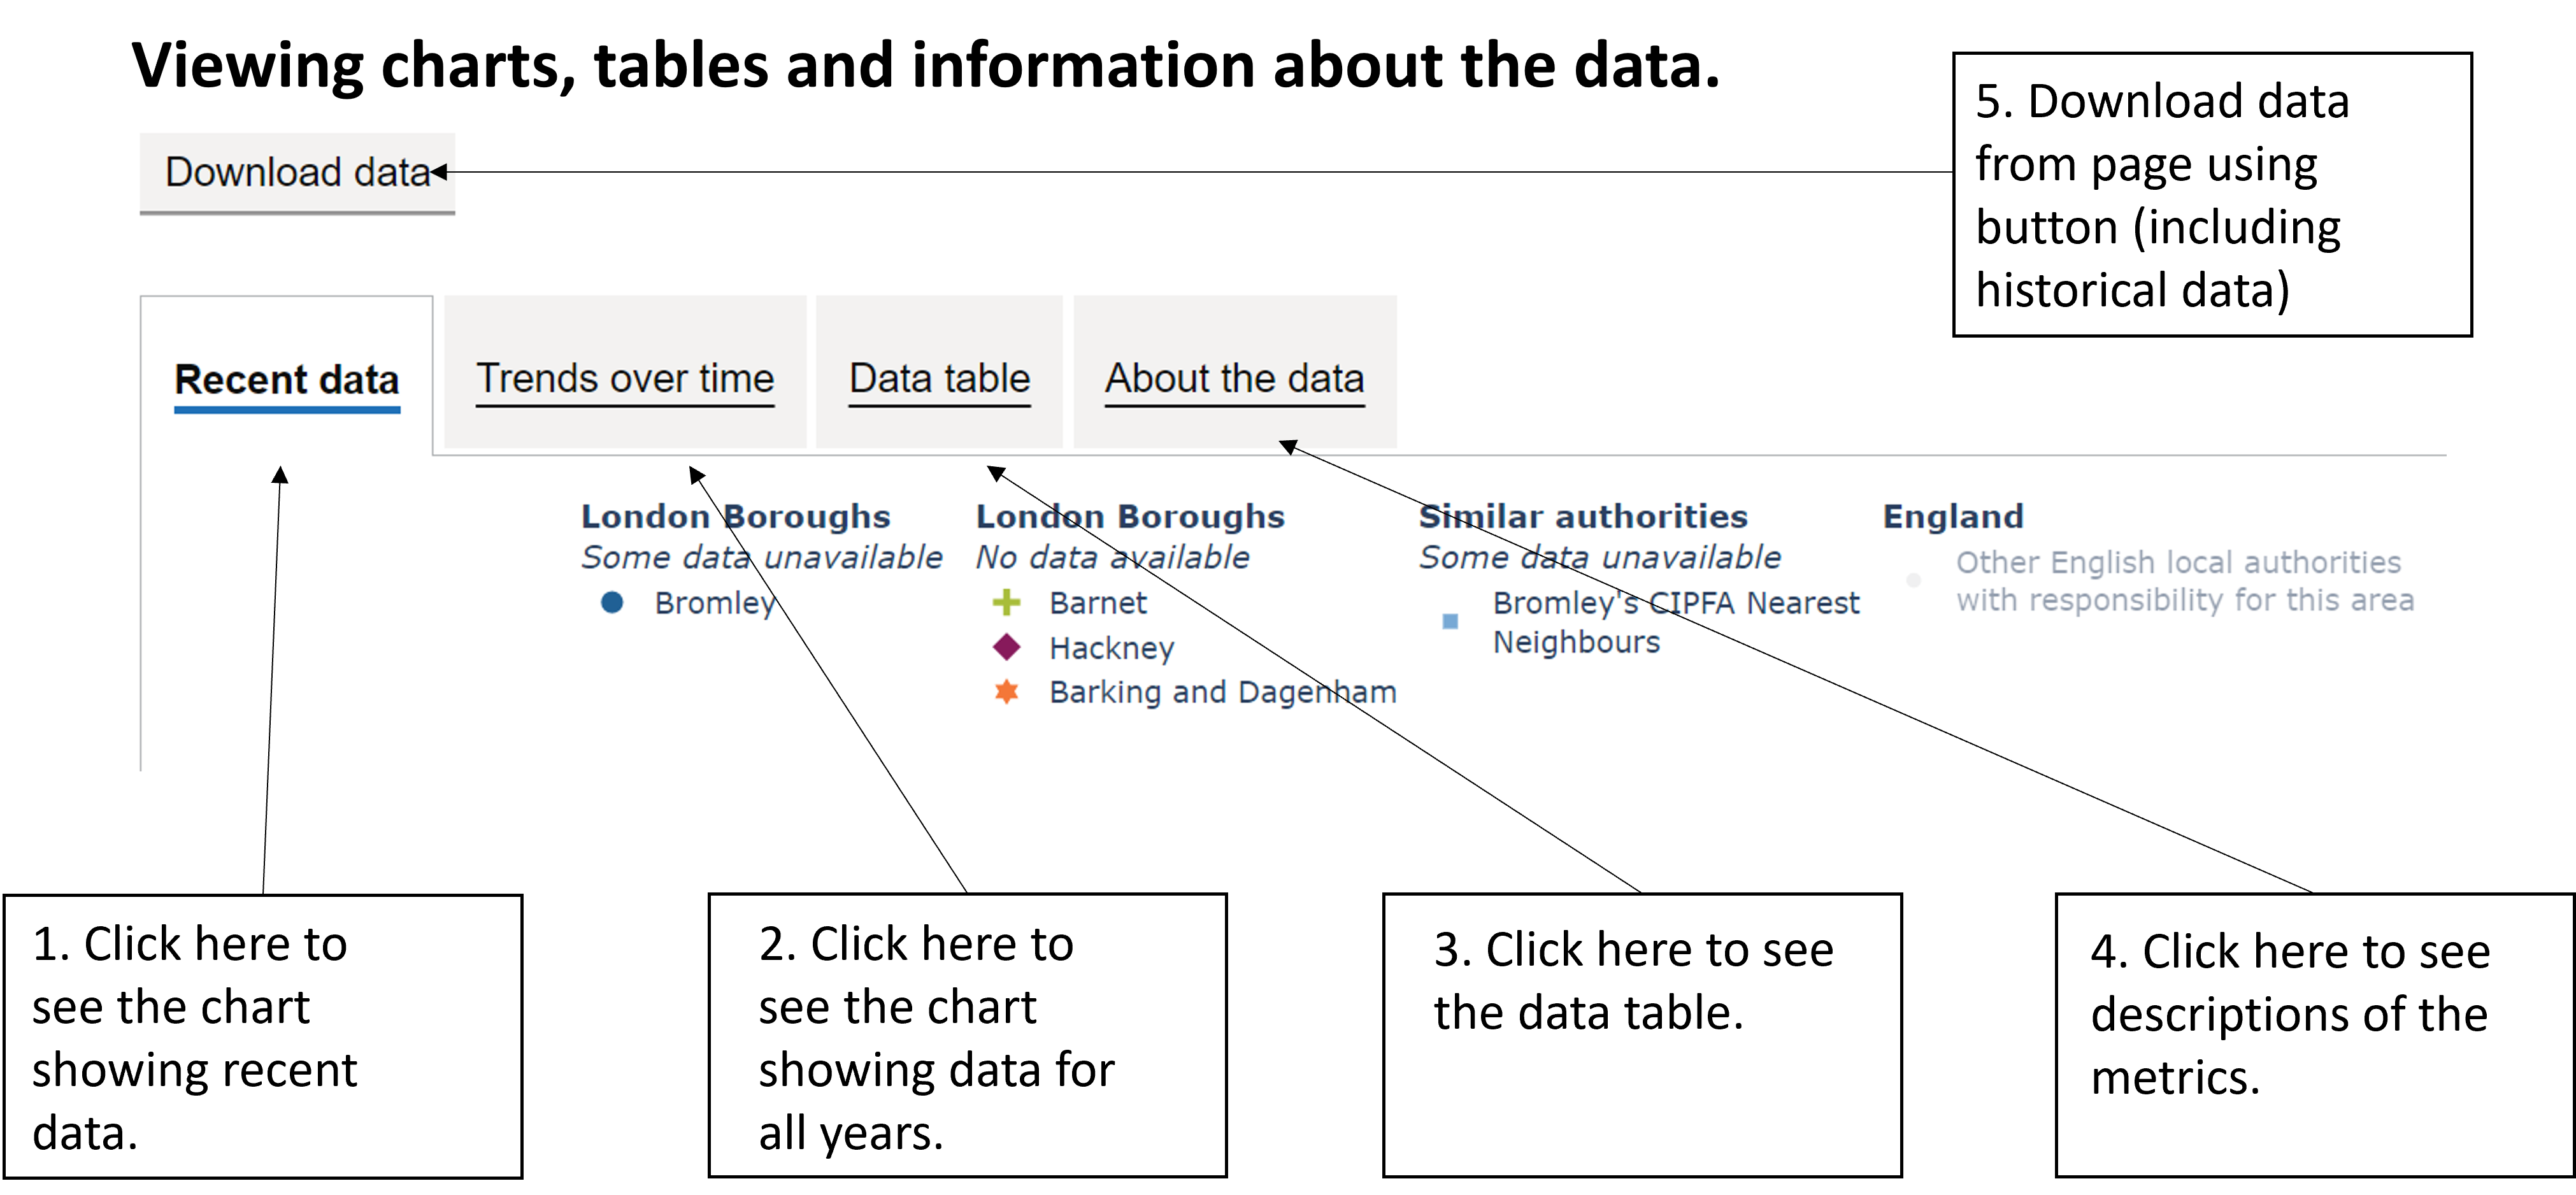 Viewing charts, tables and information about the data.
5. Download data
from page using
button (including
historical data)
Download data
Recent data
Trends over time
Data table
About the data
London Boroughs
Some data unavailable
Bromley
London Boroughs
No data available
Barnet
Hackney
Barking and Dagenham
Similar authorities
Some data unavailable
Bromley's CIPFA Nearest
Neighbours
England
Other English local authorities
with responsibility for this area
1. Click here to
see the chart
showing recent
data.
2. Click here to
see the chart
showing data for
all years.
3. Click here to see
the data table.
4. Click here to see
descriptions of the
metrics.